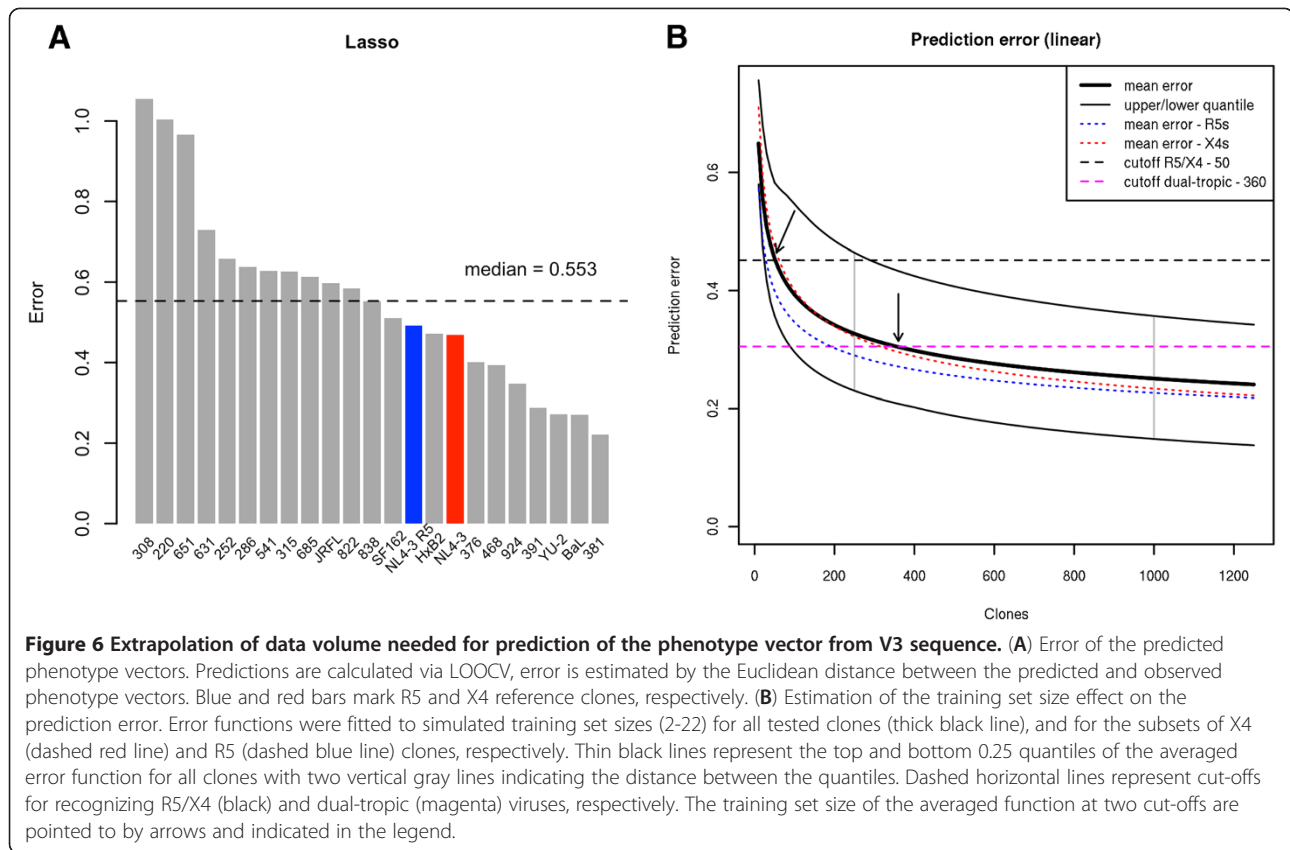 A
Lasso
Error
0.0
0.2
0.4
0.6
0.8
1.0
median = 0.553
308
220
651
631
252
286
541
315
685
JRFL
822
838
SF162
NL4-3 R5
HxB2
NL4-3
376
468
924
391
YU-2
BaL
381
B
Prediction error (linear)
Prediction error
0.0
0.2
0.4
0.6
mean error
upper/lower quantile
mean error - R5s
mean error - X4s
cutoff R5/X4 - 50
cutoff dual-tropic - 360
0
200
400
600
800
1000
1200
Clones
Figure 6 Extrapolation of data volume needed for prediction of the phenotype vector from V3 sequence. (A) Error of the predicted
phenotype vectors. Predictions are calculated via LOOCV, error is estimated by the Euclidean distance between the predicted and observed
phenotype vectors. Blue and red bars mark R5 and X4 reference clones, respectively. (B) Estimation of the training set size effect on the
prediction error. Error functions were fitted to simulated training set sizes (2-22) for all tested clones (thick black line), and for the subsets of X4
(dashed red line) and R5 (dashed blue line) clones, respectively. Thin black lines represent the top and bottom 0.25 quantiles of the averaged
error function for all clones with two vertical gray lines indicating the distance between the quantiles. Dashed horizontal lines represent cut-offs
for recognizing R5/X4 (black) and dual-tropic (magenta) viruses, respectively. The training set size of the averaged function at two cut-offs are
pointed to by arrows and indicated in the legend.